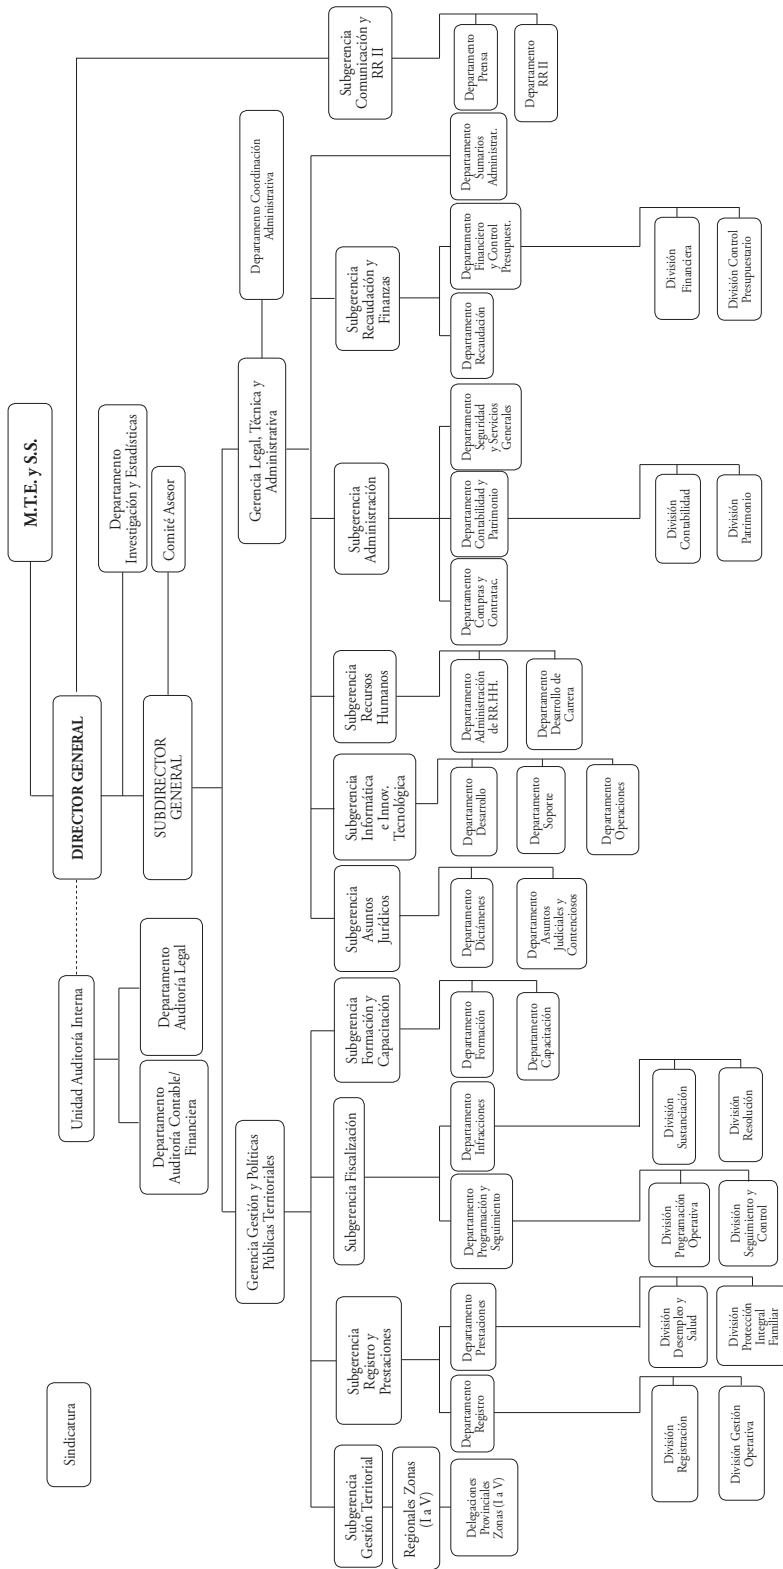 M.T.E. y S.S.
Sindicatura
Unidad Auditoría Interna
DIRECTOR GENERAL
Departamento
Auditoría Contable/
Financiera
Departamento
Auditoría Legal
Departamento
Investigación y Estadísticas
SUBDIRECTOR
GENERAL
Comité Asesor
Gerencia Gestión y Políticas
Públicas Territoriales
Gerencia Legal, Técnica y
Administrativa
Departamento Coordinación
Administrativa
Subgerencia
Gestión Territorial
Subgerencia
Registro y
Prestaciones
Subgerencia Fiscalización
Subgerencia
Formación y
Capacitación
Subgerencia
Asuntos
Jurídicos
Subgerencia
Informática
e Innov.
Tecnológica
Subgerencia
Recursos
Humanos
Subgerencia
Administración
Subgerencia
Recaudación y
Finanzas
Subgerencia
Comunicación y
RR II
Regionales Zonas
(I a V)
Delegaciones
Provinciales
Zonas (I a V)
Departamento
Registro
Departamento
Prestaciones
Departamento
Programación y
Seguimiento
Departamento
Infracciones
Departamento
Formación
Departamento
Capacitación
Departamento
Dictámenes
Departamento
Asuntos
Judiciales y
Contenciosos
Departamento
Desarrollo
Departamento
Soporte
Departamento
Operaciones
Departamento
Administración
de RR.HH.
Departamento
Desarrollo de
Carrera
Departamento
Compras y
Contratac.
Departamento
Contabilidad y
Patrimonio
Departamento
Seguridad
y Servicios
Generales
Departamento
Recaudación
Departamento
Financiero
y Control
Presupuest.
Departamento
Sumarios
Administrat.
Departamento
Prensa
Departamento
RR II
División
Registración
División Gestión
Operativa
División
Desempleo y
Salud
División
Protección
Integral
Familiar
División
Programación
Operativa
División
Seguimiento y
Control
División
Sustanciación
División
Resolución
División
Contabilidad
División
Patrimonio
División
Financiera
División Control
Presupuestario